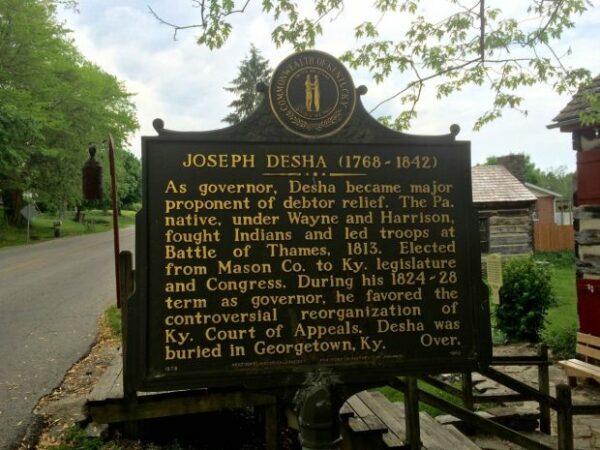 COMMONWEALTH OF KENTUCKY
JOSEPH DESHA (1768-1842)
As governor, Desha became major
proponent of debtor relief. The Pa.
native, under Wayne and Harrison,
fought Indians and led troops at
Battle of Thames, 1813. Elected
from Mason Co. to Ky. legislature
and Congress. During his 1824-28
term as governor, he favored the
controversial reorganization of
Ky. Court of Appeals. Desha was
buried in Georgetown, Ky. Over.